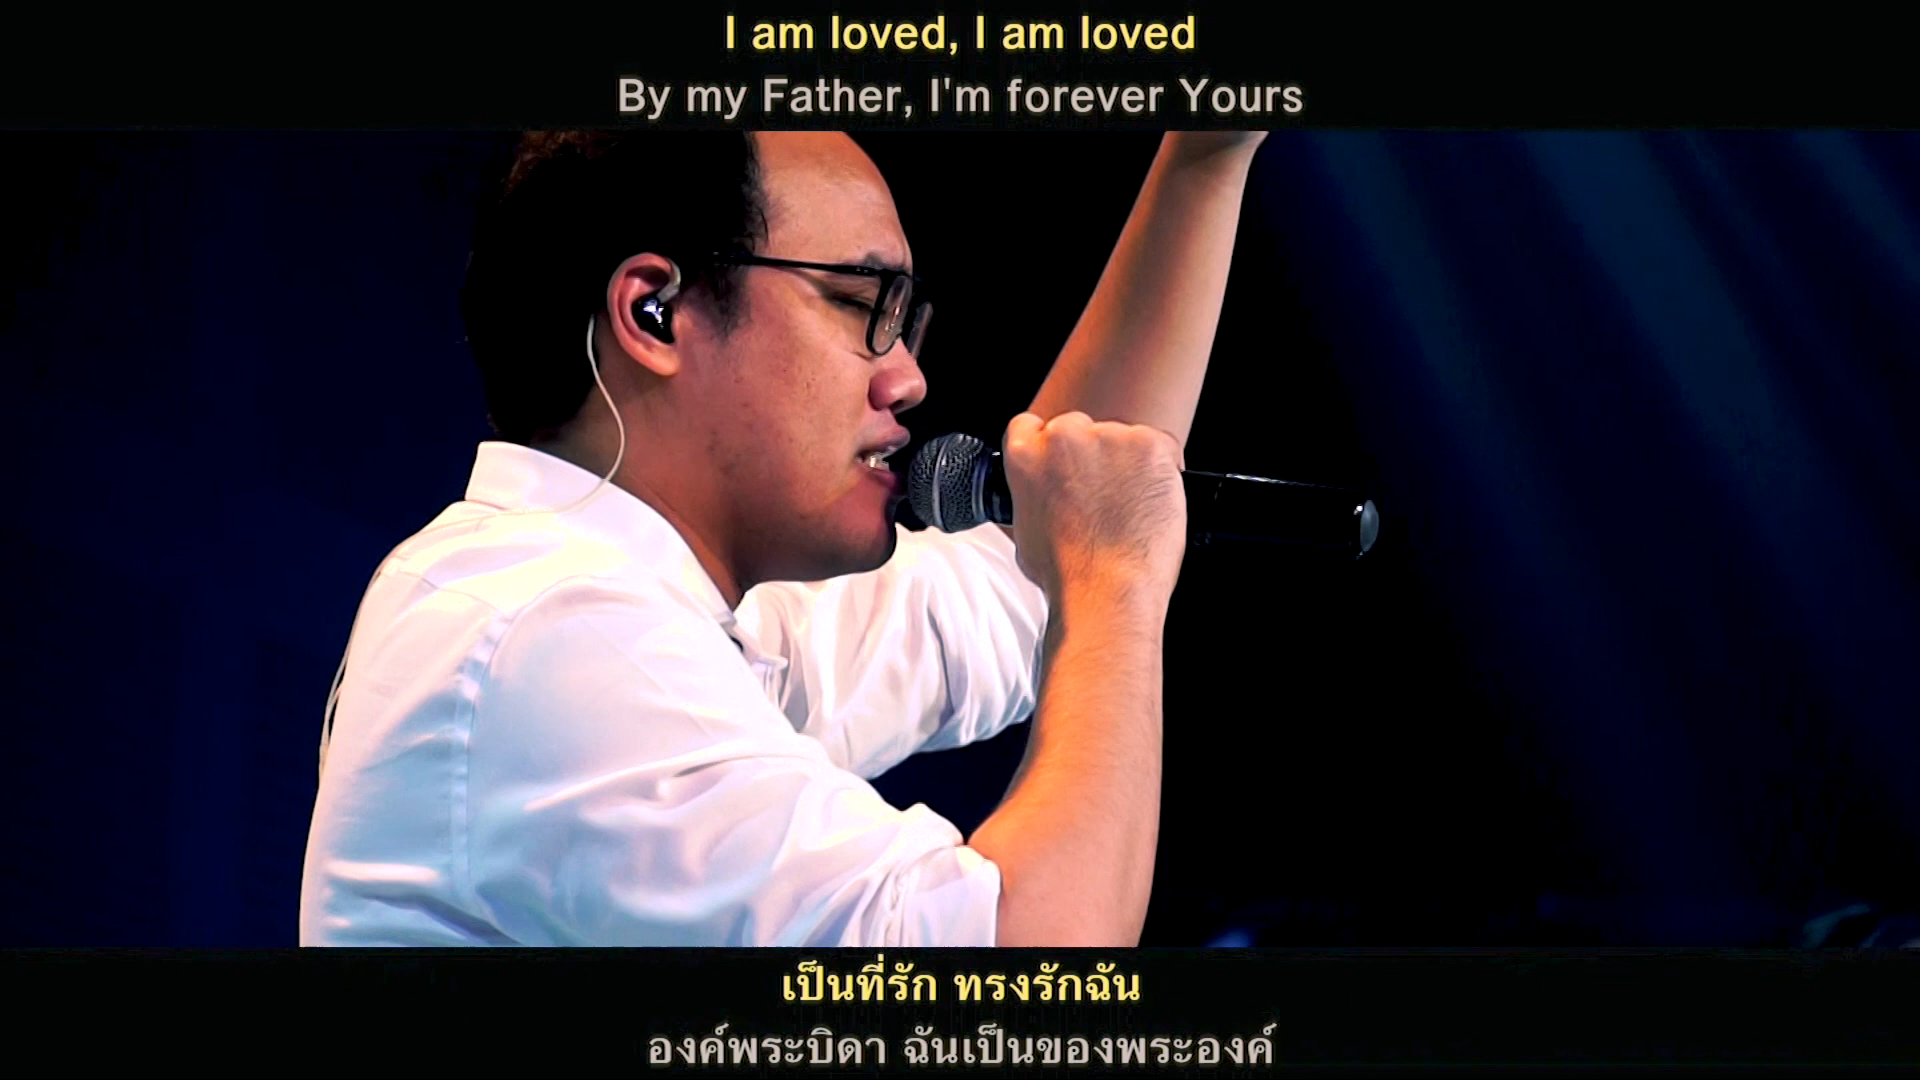 I am loved, I am loved
By my Father, I'm forever Yours
เป็นที่รัก ทรงรักฉัน
องค์พระบิดา ฉันเป็นของพระองค์